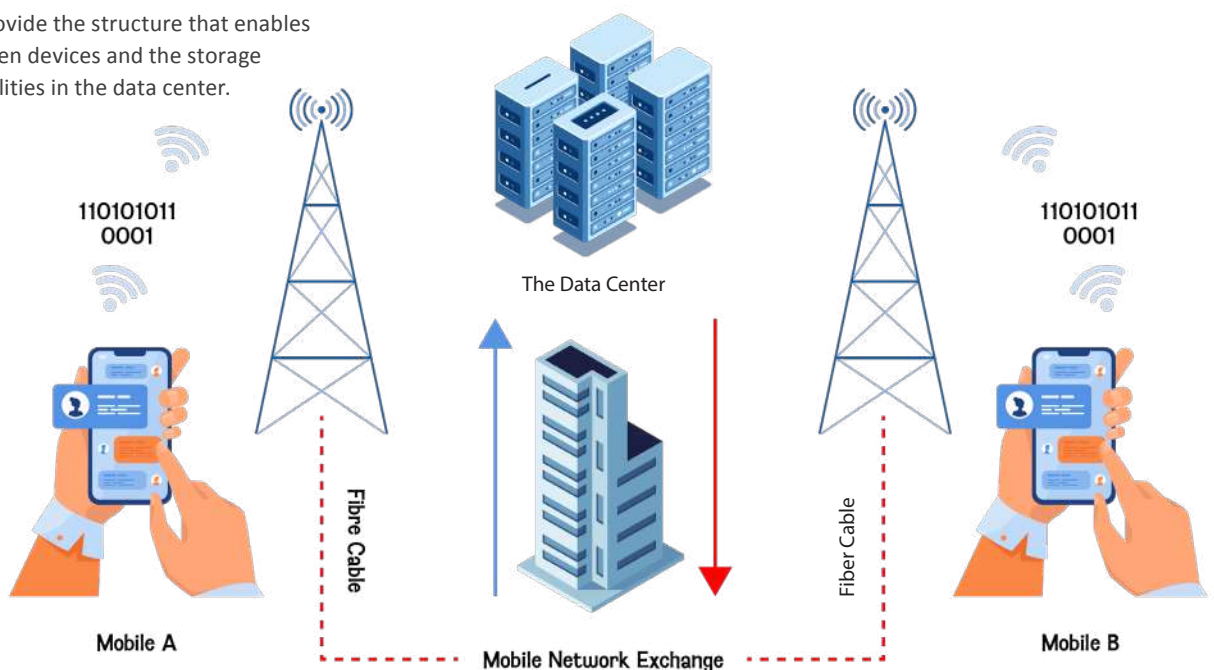 ovide the structure that enables
en devices and the storage
lities in the data center.
110101011
0001
110101011
0001
The Data Center
Fibre Cable
Fiber Cable
Mobile A
Mobile Network Exchange
Mobile B